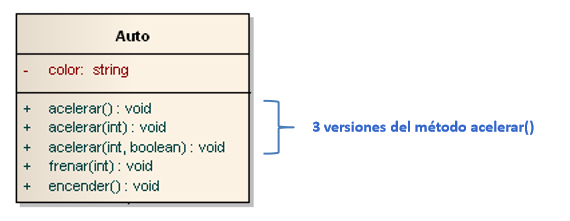 Auto
- color: string
+ acelerar() : void
+ acelerar(int) : void
+ acelerar(int, boolean) : void
+ frenar(int) : void
+ encender() : void
3 versiones del método acelerar()